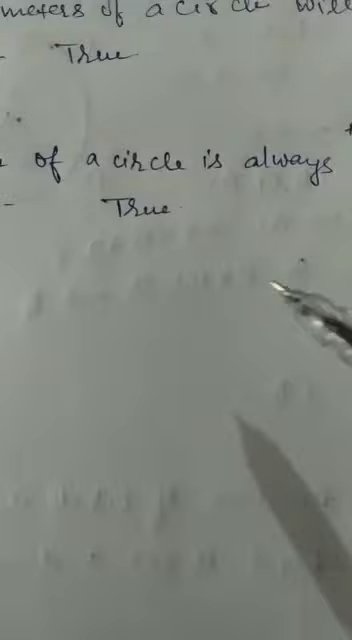 meters of a circle will
True
of a circle is always
True